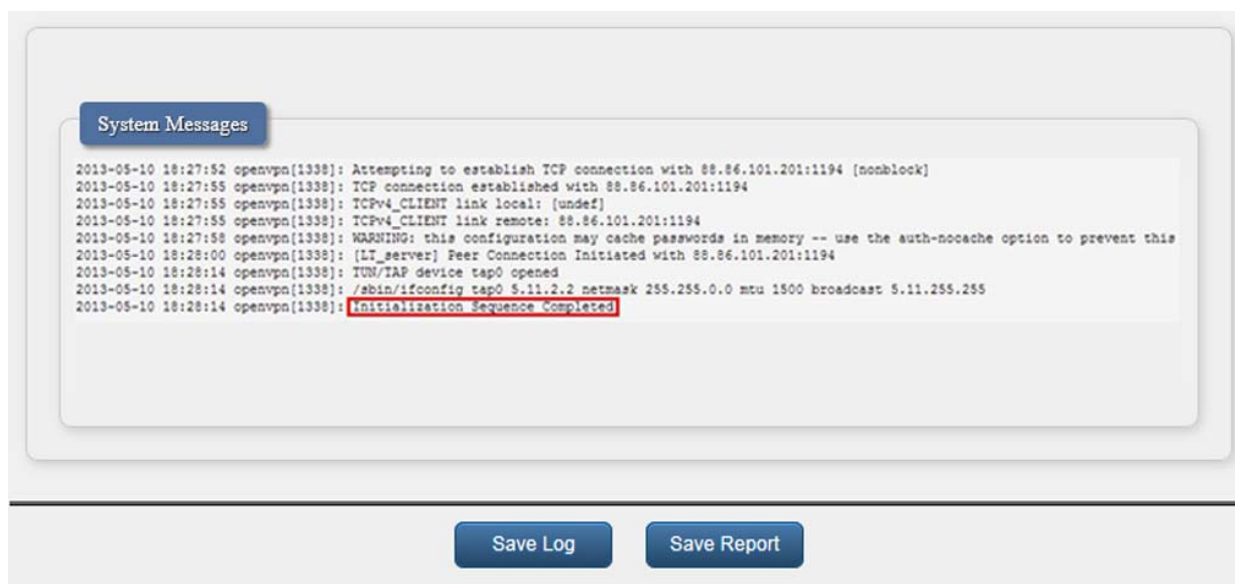 System Messages
2013-05-10 18:27:52 openvpn[1338]: Attempting to establish TCP connection with 88.86.101.201:1194 [nonblock]
2013-05-10 18:27:55 openvpn[1338]: TCP connection established with 88.86.101.201:1194
2013-05-10 18:27:55 openvpn[1338]: TCPv4_CLIENT link local: [undef]
2013-05-10 18:27:55 openvpn[1338]: TCPv4_CLIENT link remote: 88.86.101.201:1194
2013-05-10 18:27:58 openvpn[1338]: WARNING: this configuration may cache passwords in memory -- use the auth-nocache option to prevent this
2013-05-10 18:28:00 openvpn[1338]: [LT_server] Peer Connection Initiated with 88.86.101.201:1194
2013-05-10 18:28:14 openvpn[1338]: TUN/TAP device tap0 opened
2013-05-10 18:28:14 openvpn[1338]: /sbin/ifconfig tap0 5.11.2.2 netmask 255.255.0.0 mtu 1500 broadcast 5.11.255.255
2013-05-10 18:28:14 openvpn[1338]: Initialization Sequence Completed
Save Log
Save Report